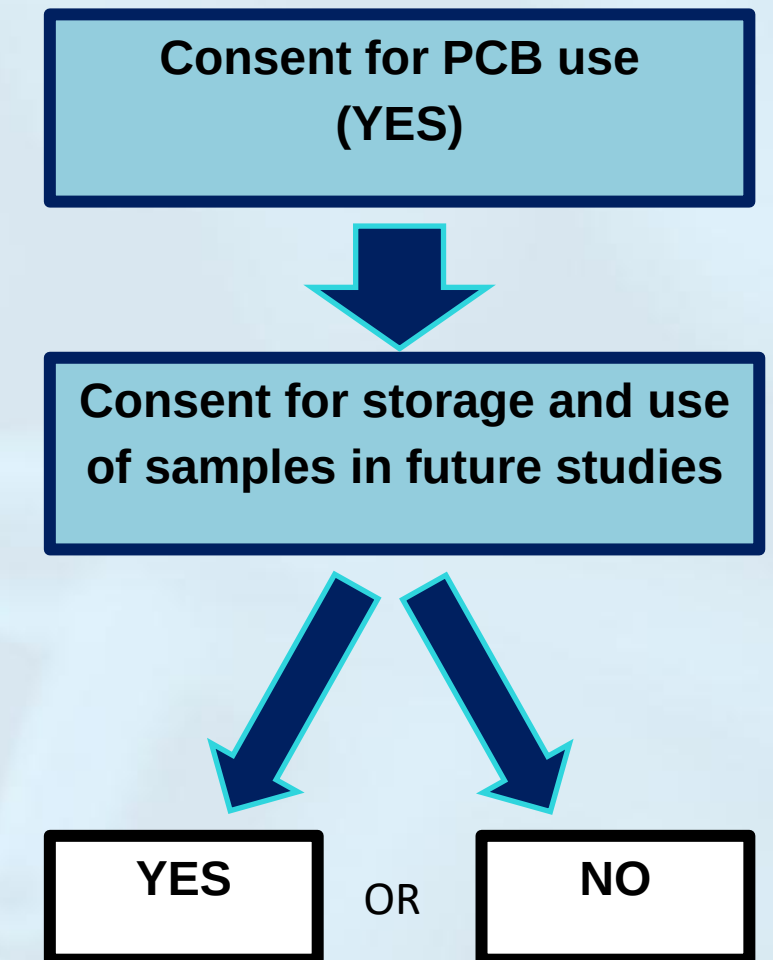 Consent for PCB use
(YES)
Consent for storage and use
of samples in future studies
YES
OR
NO